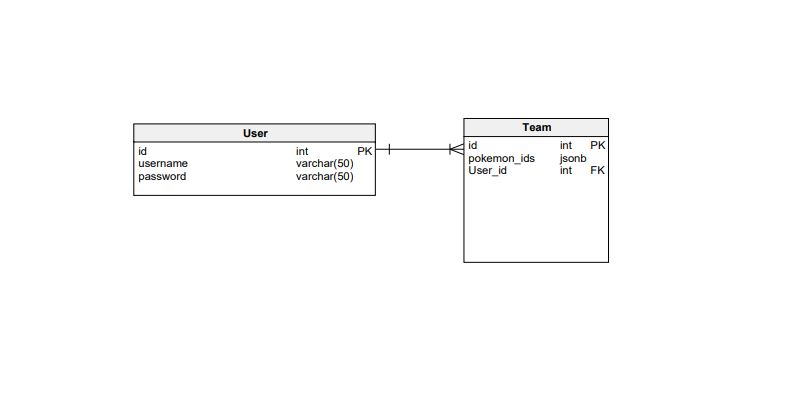 User
id int PK
username varchar(50)
password varchar(50)
Team
id int PK
pokemon_ids jsonb
User_id int FK